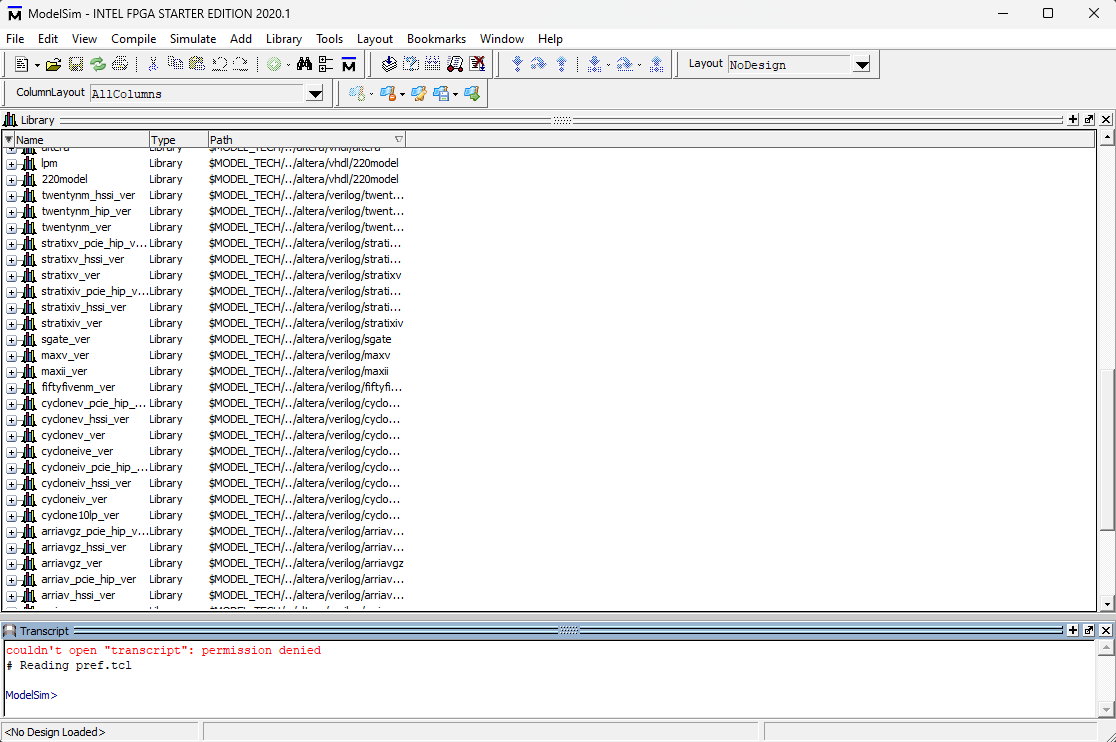 ModelSim - INTEL FPGA STARTER EDITION 2020.1
File Edit View Compile Simulate Add Library Tools Layout Bookmarks Window Help
Layout NoDesign
ColumnLayout AllColumns
Library
Name Type Path
altera Library $MODEL_TECH/../altera/vhdl/altera
lpm Library $MODEL_TECH/../altera/vhdl/220model
220model Library $MODEL_TECH/../altera/vhdl/220model
twentynm_hssi_ver Library $MODEL_TECH/../altera/verilog/twent...
twentynm_hip_ver Library $MODEL_TECH/../altera/verilog/twent...
twentynm_ver Library $MODEL_TECH/../altera/verilog/twent...
stratixv_pcie_hip_v... Library $MODEL_TECH/../altera/verilog/strati...
stratixv_hssi_ver Library $MODEL_TECH/../altera/verilog/strati...
stratixv_ver Library $MODEL_TECH/../altera/verilog/stratixv
stratixiv_pcie_hip_v... Library $MODEL_TECH/../altera/verilog/strati...
stratixiv_hssi_ver Library $MODEL_TECH/../altera/verilog/strati...
stratixiv_ver Library $MODEL_TECH/../altera/verilog/stratixiv
sgate_ver Library $MODEL_TECH/../altera/verilog/sgate
maxv_ver Library $MODEL_TECH/../altera/verilog/maxv
maxii_ver Library $MODEL_TECH/../altera/verilog/maxii
fiftyfivenm_ver Library $MODEL_TECH/../altera/verilog/fiftyfi...
cyclonev_pcie_hip_... Library $MODEL_TECH/../altera/verilog/cyclo...
cyclonev_hssi_ver Library $MODEL_TECH/../altera/verilog/cyclo...
cyclonev_ver Library $MODEL_TECH/../altera/verilog/cyclo...
cycloneive_ver Library $MODEL_TECH/../altera/verilog/cyclo...
cycloneiv_pcie_hip_... Library $MODEL_TECH/../altera/verilog/cyclo...
cycloneiv_hssi_ver Library $MODEL_TECH/../altera/verilog/cyclo...
cycloneiv_ver Library $MODEL_TECH/../altera/verilog/cyclo...
cyclone10lp_ver Library $MODEL_TECH/../altera/verilog/cyclo...
arriavgz_pcie_hip_v... Library $MODEL_TECH/../altera/verilog/arriav...
arriavgz_hssi_ver Library $MODEL_TECH/../altera/verilog/arriav...
arriavgz_ver Library $MODEL_TECH/../altera/verilog/arriavgz
arriav_pcie_hip_ver Library $MODEL_TECH/../altera/verilog/arriav...
arriav_hssi_ver Library $MODEL_TECH/../altera/verilog/arriav...
Transcript
couldn't open "transcript": permission denied
# Reading pref.tcl
ModelSim>
<No Design Loaded>